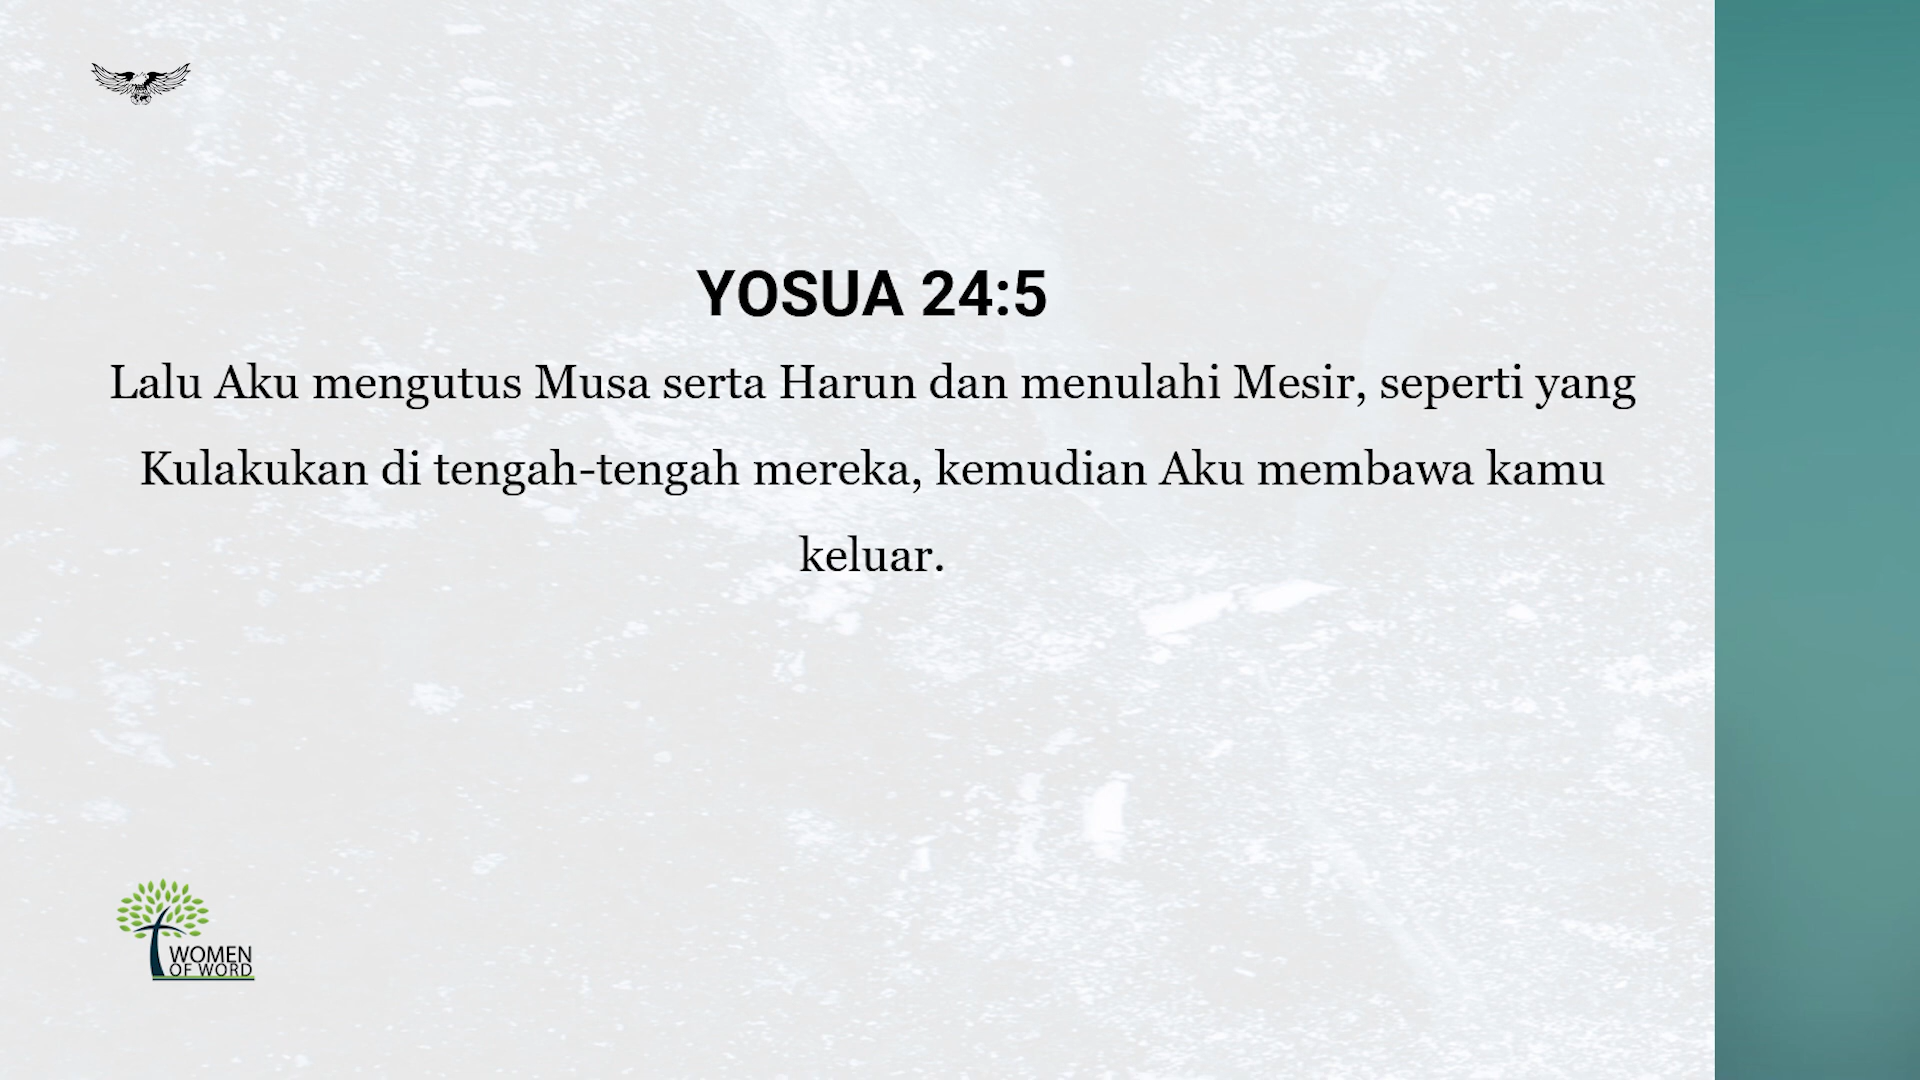 YOSUA 24:5
Lalu Aku mengutus Musa serta Harun dan menulahi Mesir, seperti yang
Kulakukan di tengah-tengah mereka, kemudian Aku membawa kamu
keluar.
WOMEN
OF WORD